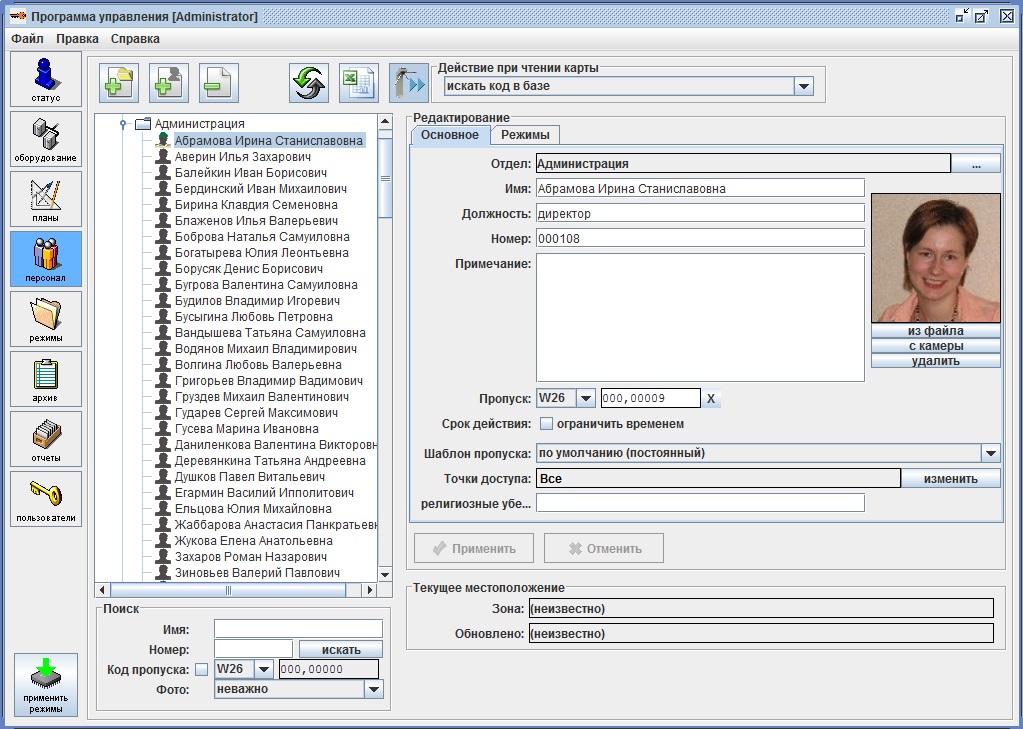 Программа управления [Administrator]
Файл Правка Справка
статус
оборудование
планы
персонал
режимы
архив
отчеты
пользователи
применить
режимы
Действие при чтении карты
искать код в базе
Администрация
Абрамова Ирина Станиславовна
Аверин Илья Захарович
Балейкин Иван Борисович
Бердинский Иван Михаилович
Бирина Клавдия Семеновна
Блаженов Илья Валерьевич
Боброва Наталья Самуиловна
Богатырева Юлия Леонтьевна
Борусяк Денис Борисович
Бугрова Валентина Самуиловна
Будилов Владимир Игоревич
Бусыгина Любовь Петровна
Вандышева Татьяна Самуиловна
Водянов Михаил Владимирович
Волгина Любовь Валерьевна
Григорьев Владимир Вадимович
Груздев Михаил Валентинович
Гударев Сергей Максимович
Гусева Марина Ивановна
Даниленкова Валентина Викторовн
Деревянкина Татьяна Андреевна
Душков Павел Витальевич
Егармин Василий Ипполитович
Ельцова Юлия Михайловна
Жаббарова Анастасия Панкратьевн
Жукова Елена Анатольевна
Захаров Роман Назарович
Зиновьев Валерий Павлович
Поиск
Имя:
Номер: искать
Код пропуска: W26 000,00000
Фото: неважно
Редактирование
Основное Режимы
Отдел: Администрация ...
Имя: Абрамова Ирина Станиславовна
Должность: директор
Номер: 000108
Примечание:
из файла
с камеры
удалить
Пропуск: W26 000,00009 X
Срок действия: ограничить временем
Шаблон пропуска: по умолчанию (постоянный)
Точки доступа: Все изменить
религиозные убе...
Применить Отменить
Текущее местоположение
Зона: (неизвестно)
Обновлено: (неизвестно)